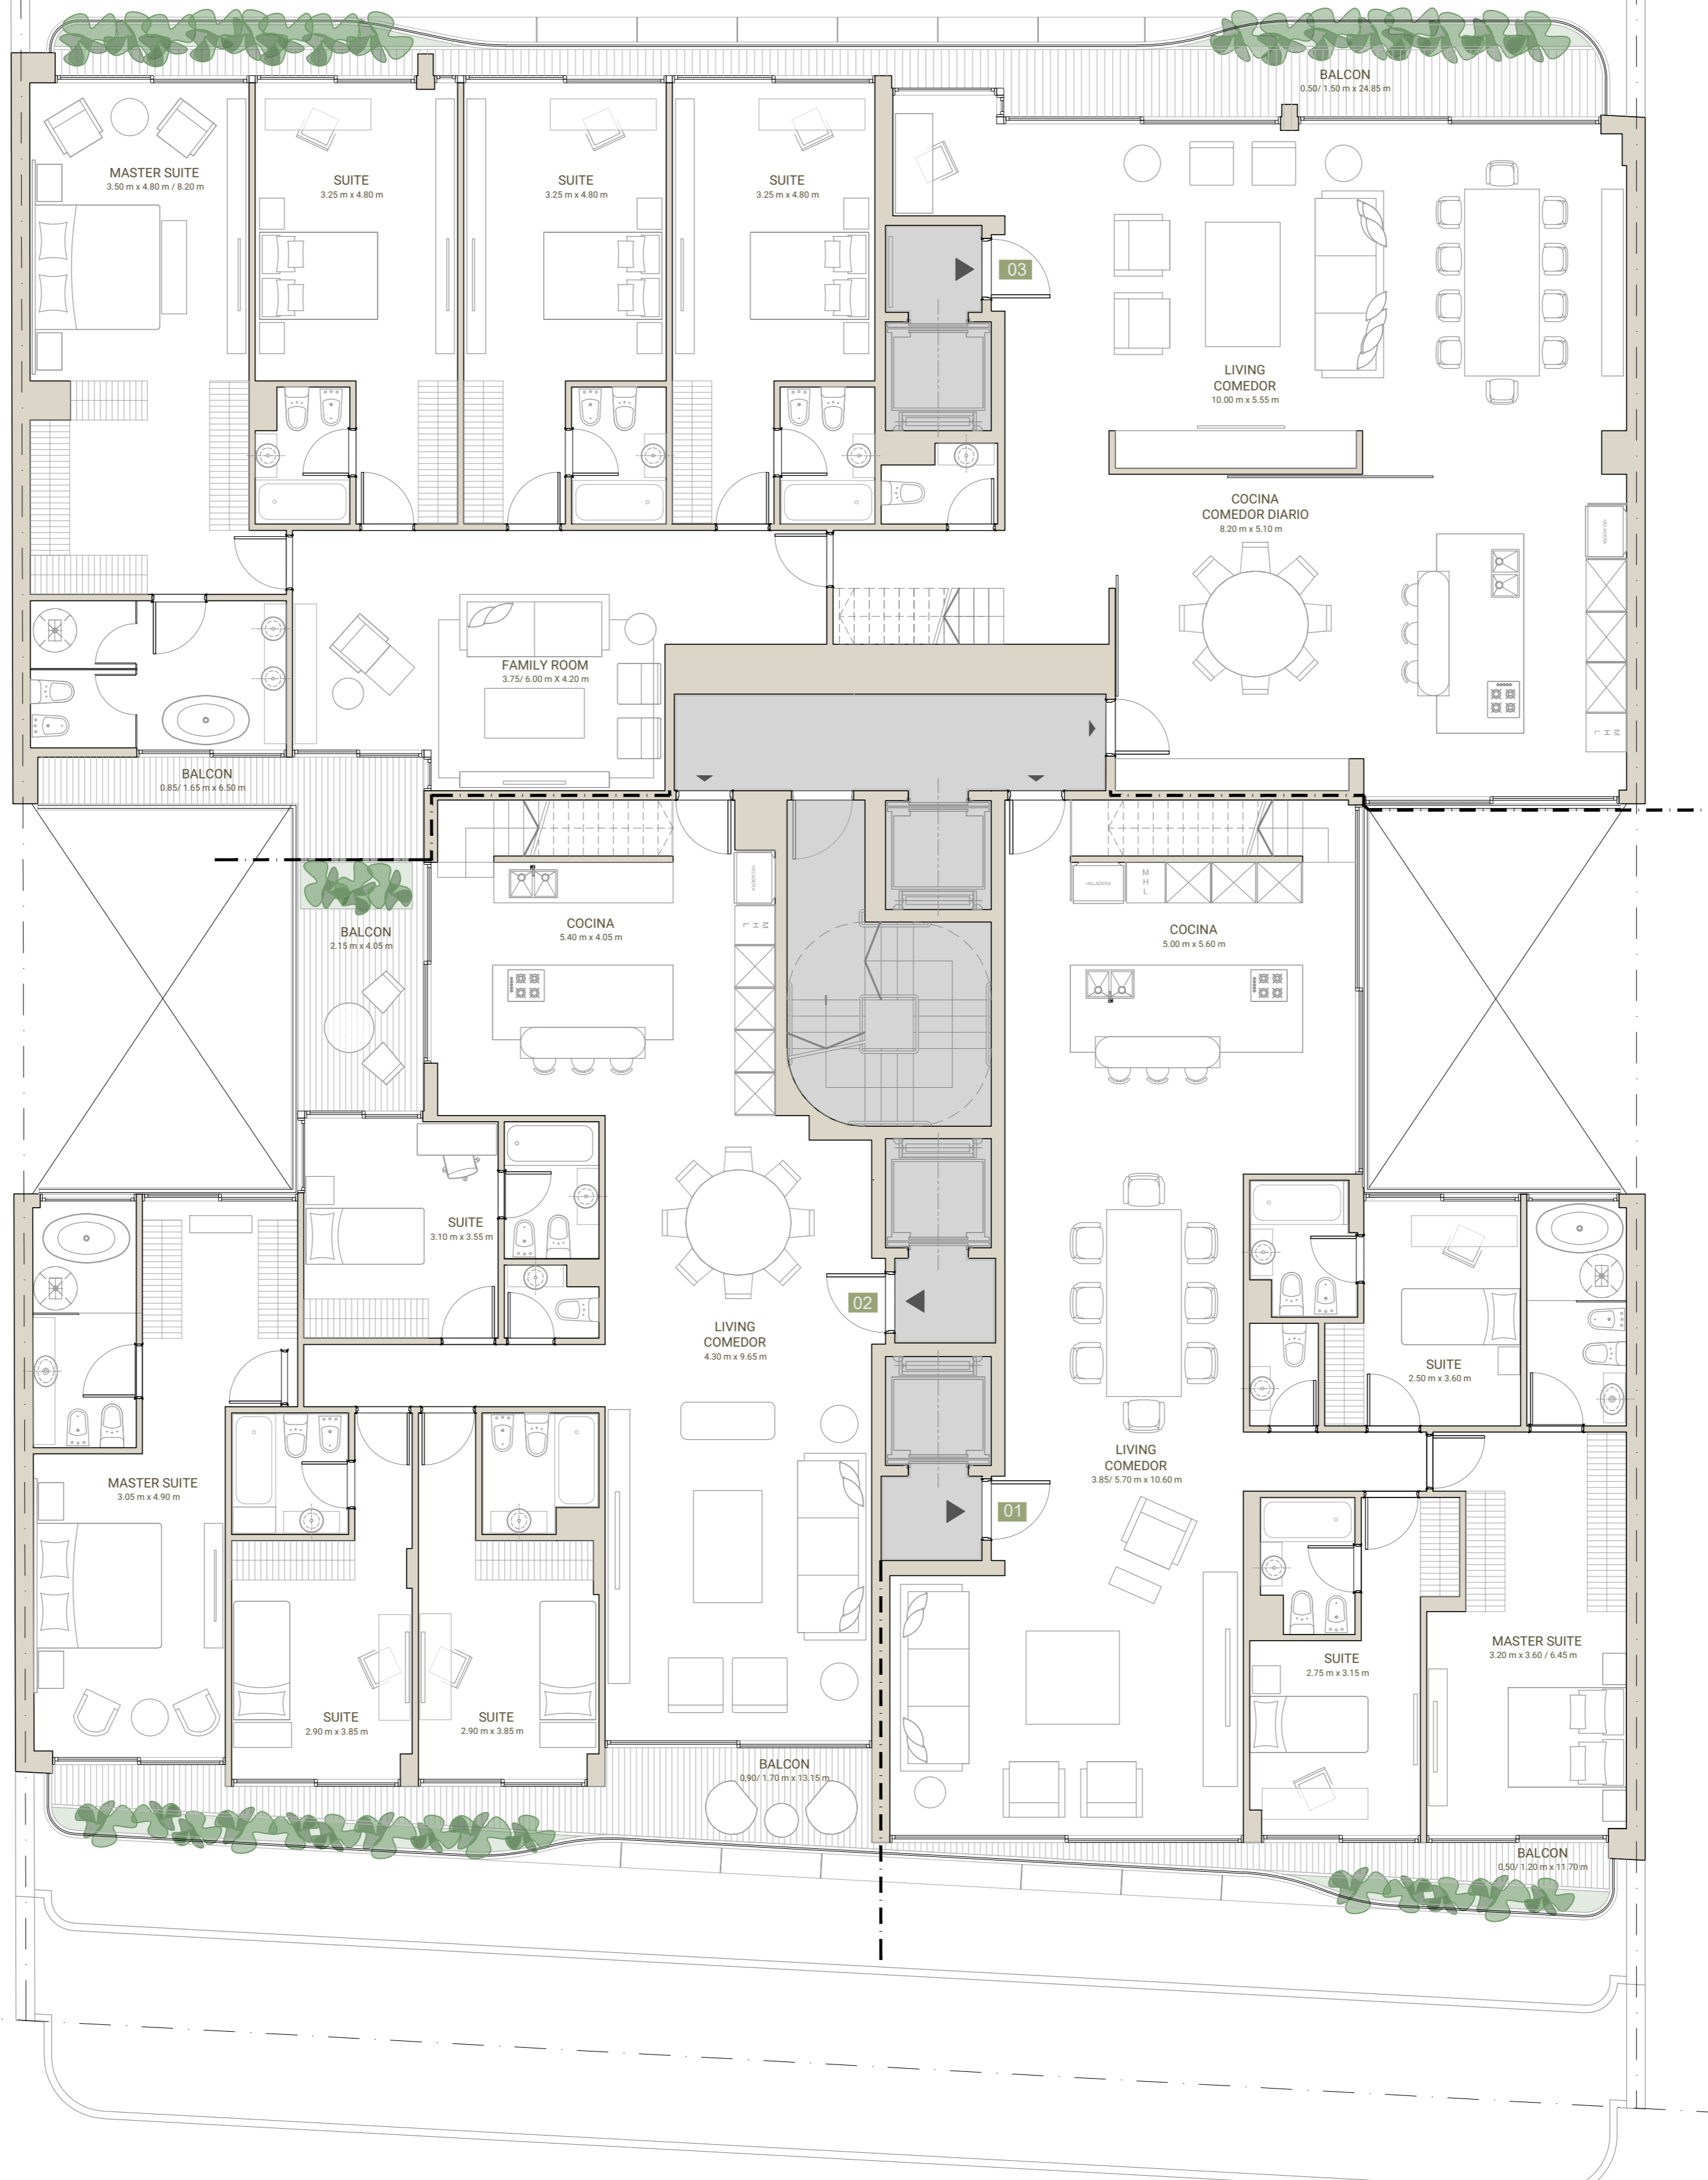 BALCON
0.50/ 1.50 m x 24.85 m
MASTER SUITE
3.50 m x 4.80 m / 8.20 m
SUITE
3.25 m x 4.80 m
SUITE
3.25 m x 4.80 m
SUITE
3.25 m x 4.80 m
03
LIVING
COMEDOR
10.00 m x 5.55 m
COCINA
COMEDOR DIARIO
8.20 m x 5.10 m
HELADERA
M
H
L
FAMILY ROOM
3.75/ 6.00 m X 4.20 m
BALCON
0.85/ 1.65 m x 6.50 m
BALCON
2.15 m x 4.05 m
COCINA
5.40 m x 4.05 m
HELADERA
M
H
L
HELADERA
M
H
L
COCINA
5.00 m x 5.60 m
SUITE
3.10 m x 3.55 m
02
LIVING
COMEDOR
4.30 m x 9.65 m
SUITE
2.50 m x 3.60 m
LIVING
COMEDOR
3.85/ 5.70 m x 10.60 m
01
MASTER SUITE
3.05 m x 4.90 m
MASTER SUITE
3.20 m x 3.60 / 6.45 m
SUITE
2.75 m x 3.15 m
SUITE
2.90 m x 3.85 m
SUITE
2.90 m x 3.85 m
BALCON
0,90/ 1.70 m x 13.15 m
BALCON
0,50/ 1.20 m x 11.70 m